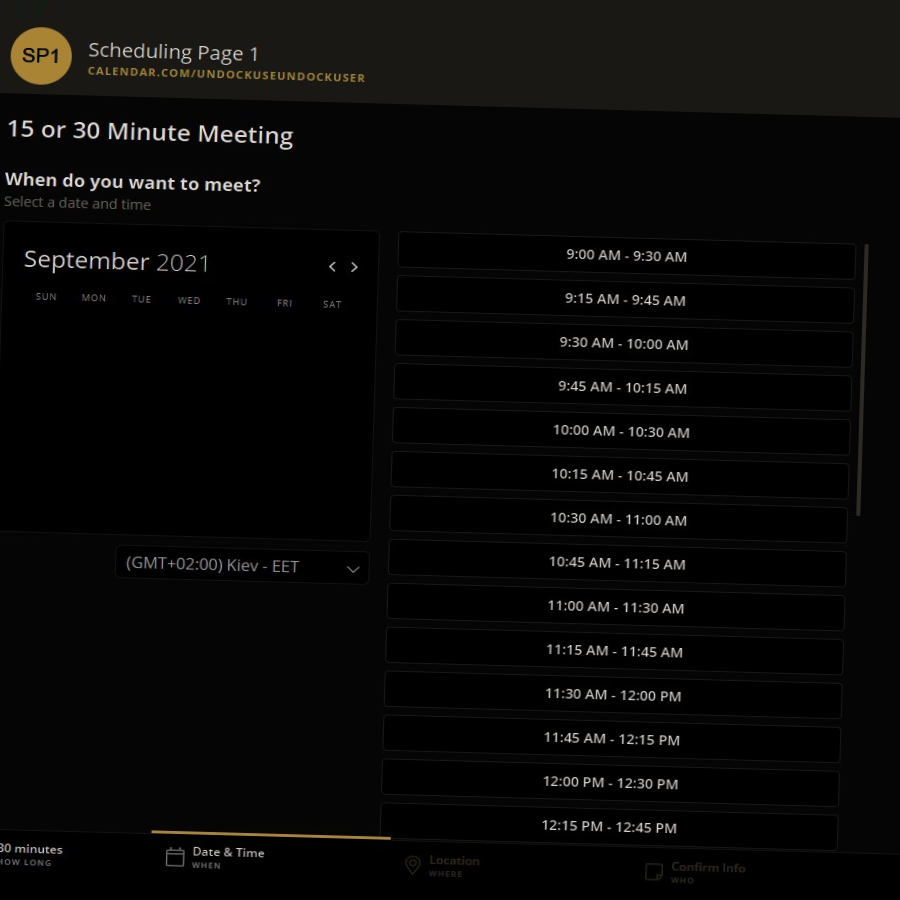 SP1
Scheduling Page 1
CALENDAR.COM/UNDOCKUSEUNDOCKUSER
15 or 30 Minute Meeting
When do you want to meet?
Select a date and time
September 2021
SUN MON TUE WED THU FRI SAT
(GMT+02:00) Kiev - EET
9:00 AM - 9:30 AM
9:15 AM - 9:45 AM
9:30 AM - 10:00 AM
9:45 AM - 10:15 AM
10:00 AM - 10:30 AM
10:15 AM - 10:45 AM
10:30 AM - 11:00 AM
10:45 AM - 11:15 AM
11:00 AM - 11:30 AM
11:15 AM - 11:45 AM
11:30 AM - 12:00 PM
11:45 AM - 12:15 PM
12:00 PM - 12:30 PM
12:15 PM - 12:45 PM
30 minutes
HOW LONG
Date & Time
WHEN
Location
WHERE
Confirm Info
WHO